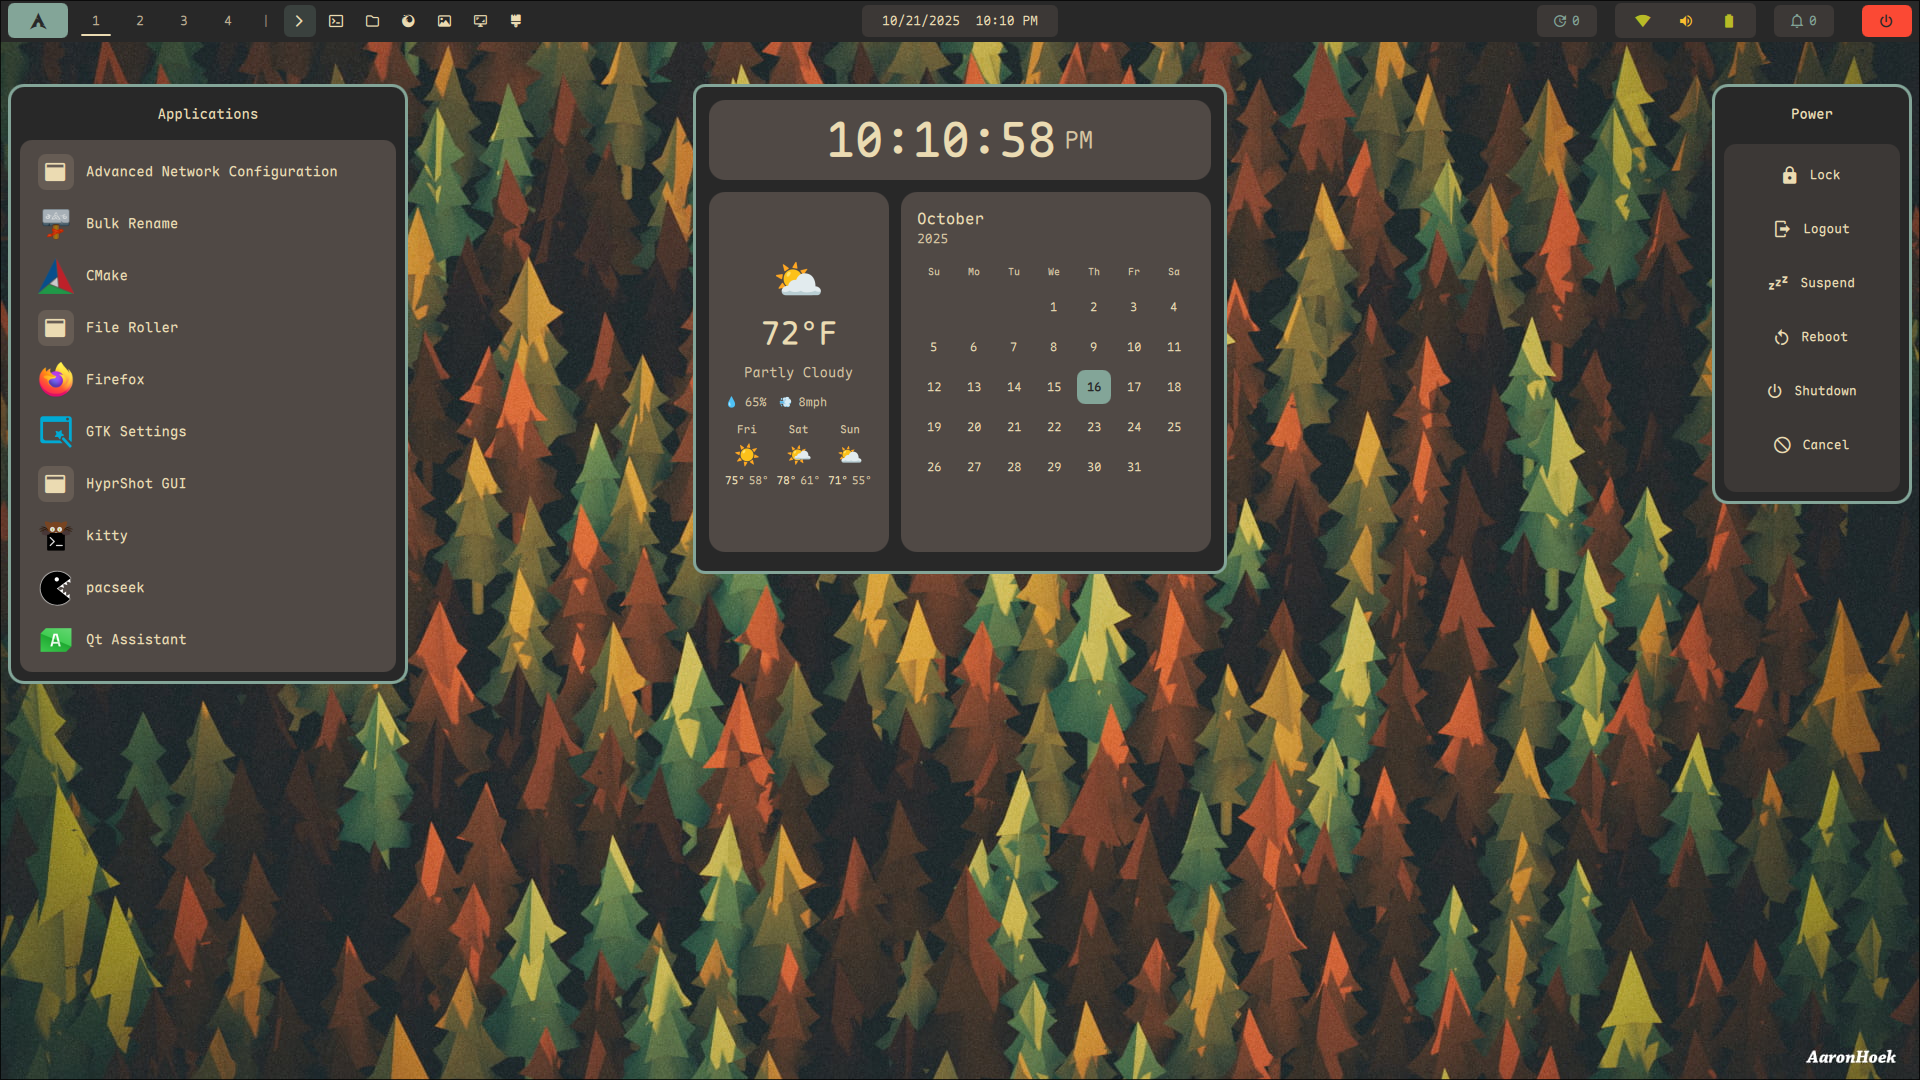 1 2 3 4 |
10/21/2025 10:10 PM
0
0
Applications
Advanced Network Configuration
Bulk Rename
CMake
File Roller
Firefox
GTK Settings
HyprShot GUI
kitty
pacseek
A
Qt Assistant
10:10:58 PM
72°F
Partly Cloudy
65% 8mph
Fri Sat Sun
75° 58° 78° 61° 71° 55°
October
2025
Su Mo Tu We Th Fr Sa
1 2 3 4
5 6 7 8 9 10 11
12 13 14 15 16 17 18
19 20 21 22 23 24 25
26 27 28 29 30 31
Power
Lock
Logout
zzz Suspend
Reboot
Shutdown
Cancel
AaronHoek